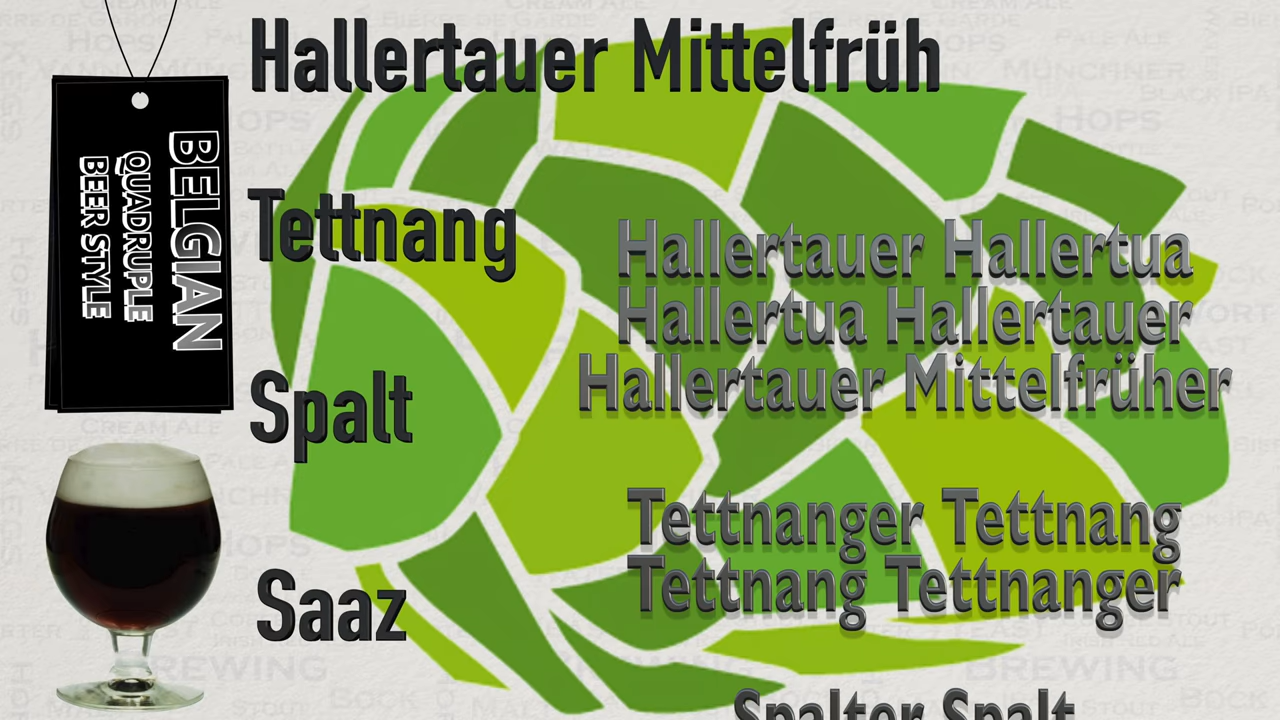 BELGIAN
QUADRUPLE
BEER STYLE
Hallertauer Mittelfrüh
Tettnang
Spalt
Saaz
Hallertauer Hallertua
Hallertua Hallertauer
Hallertauer Mittelfrüher
Tettnanger Tettnang
Tettnang Tettnanger
Spalter Spalt